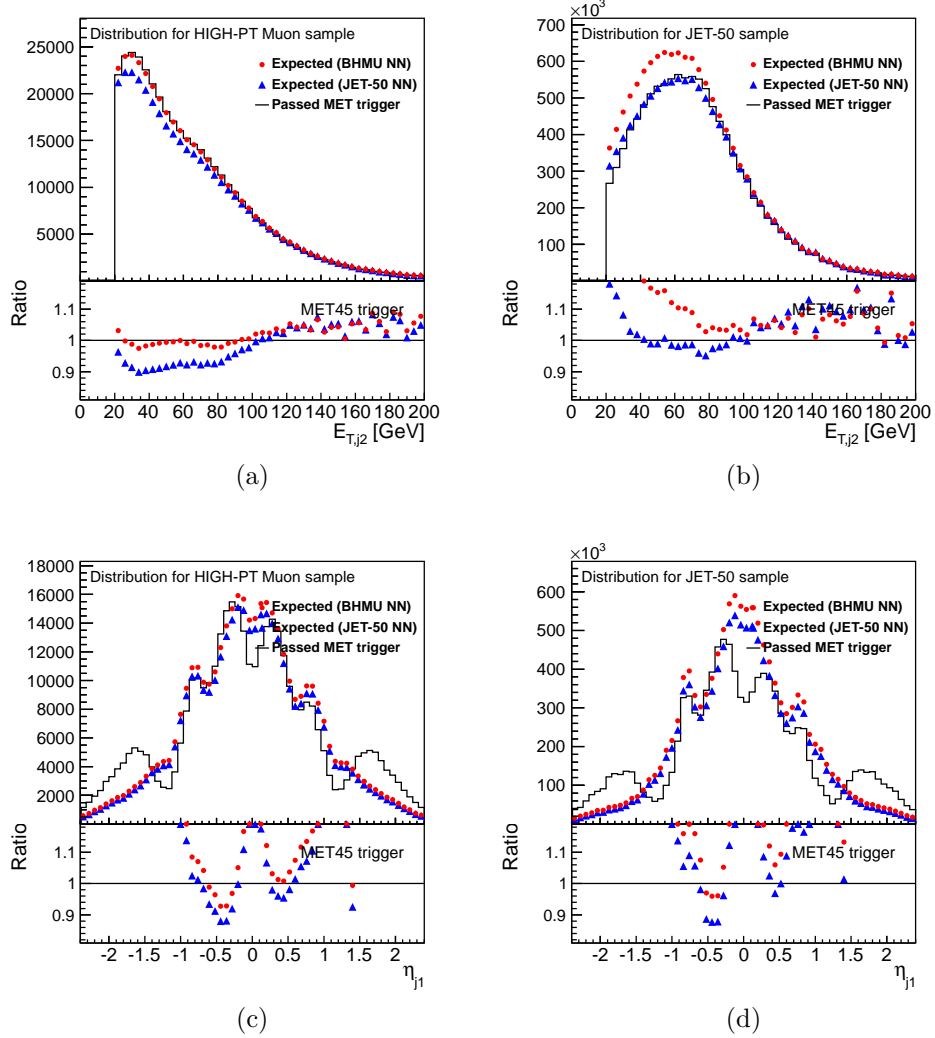 Distribution for HIGH-PT Muon sample
Expected (BHMU NN)
Expected (JET-50 NN)
Passed MET trigger
25000
20000
15000
10000
5000
Ratio
MET45 trigger
1.1
1
0.9
0 20 40 60 80 100 120 140 160 180 200
E_{T,j2} [GeV]
(a)
×10³
Distribution for JET-50 sample
Expected (BHMU NN)
Expected (JET-50 NN)
Passed MET trigger
700
600
500
400
300
200
100
0
Ratio
MET45 trigger
1.1
1
0.9
0 20 40 60 80 100 120 140 160 180 200
E_{T,j2} [GeV]
(b)
Distribution for HIGH-PT Muon sample
Expected (BHMU NN)
Expected (JET-50 NN)
Passed MET trigger
18000
16000
14000
12000
10000
8000
6000
4000
2000
Ratio
MET45 trigger
1.1
1
0.9
-2 -1.5 -1 -0.5 0 0.5 1 1.5 2
η_{j1}
(c)
×10³
Distribution for JET-50 sample
Expected (BHMU NN)
Expected (JET-50 NN)
Passed MET trigger
600
500
400
300
200
100
Ratio
MET45 trigger
1.1
1
0.9
-2 -1.5 -1 -0.5 0 0.5 1 1.5 2
η_{j1}
(d)